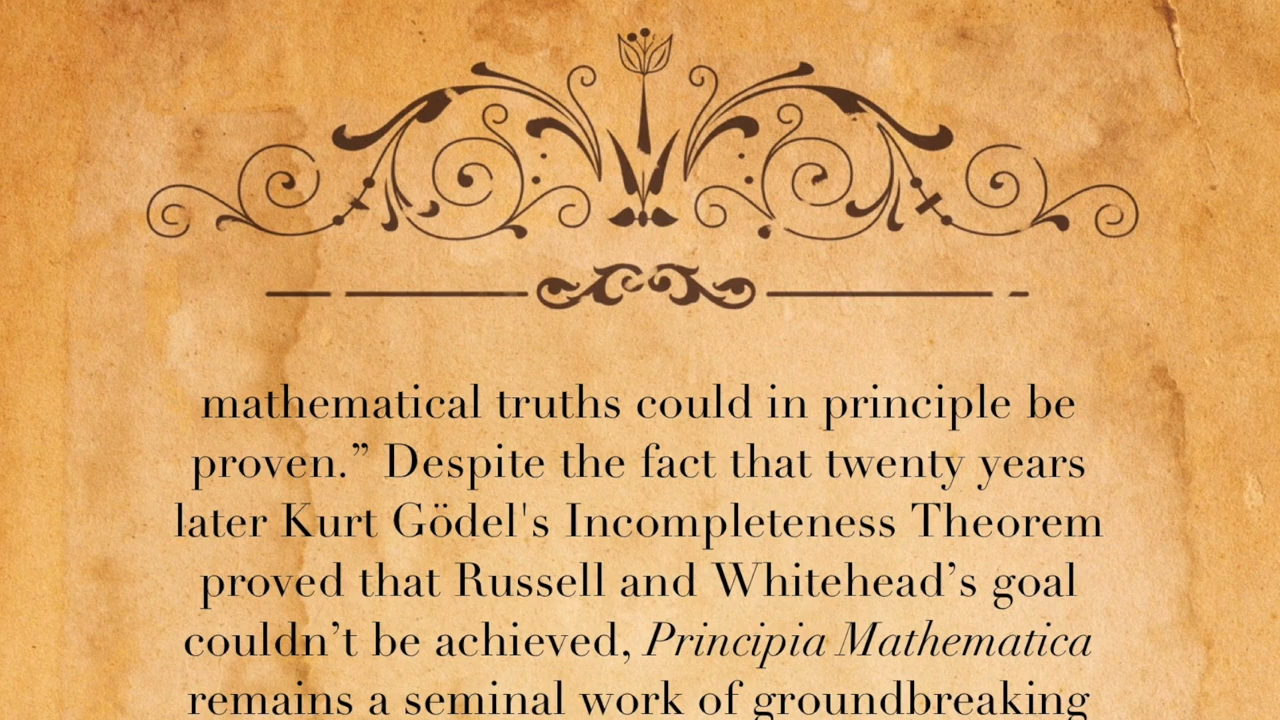 mathematical truths could in principle be
proven.” Despite the fact that twenty years
later Kurt Gödel's Incompleteness Theorem
proved that Russell and Whitehead’s goal
couldn’t be achieved, Principia Mathematica
remains a seminal work of groundbreaking